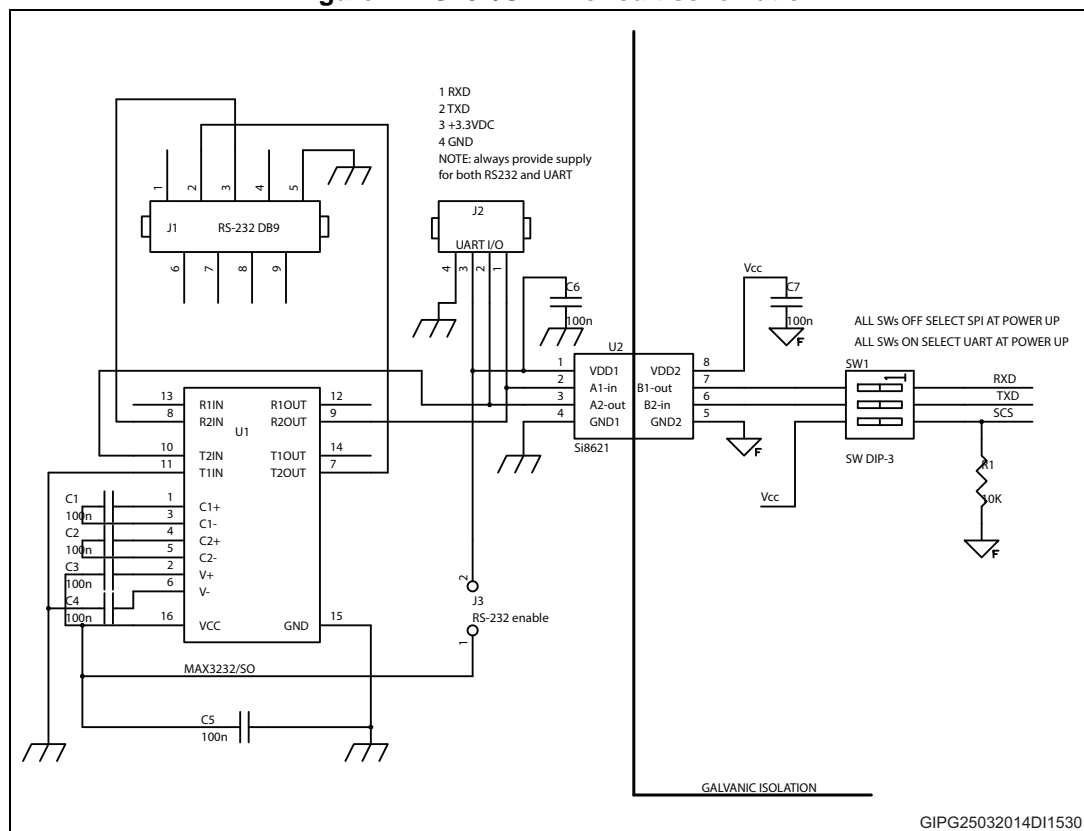 1 RXD
2 TXD
3 +3.3VDC
4 GND
NOTE: always provide supply
for both RS232 and UART
1
2
3
4
5
J1
RS-232 DB9
6
7
8
9
J2
UART I/O
4
3
2
1
C6
100n
Vcc
C7
100n
F
ALL SWs OFF SELECT SPI AT POWER UP
ALL SWs ON SELECT UART AT POWER UP
U2
1 VDD1 VDD2 8
2 A1-in B1-out 7
3 A2-out B2-in 6
4 GND1 GND2 5
Si8621
F
SW1
1
RXD
TXD
SCS
SW DIP-3
Vcc
R1
10K
F
13 R1IN R1OUT 12
8 R2IN R2OUT 9
U1
10 T2IN T1OUT 14
11 T1IN T2OUT 7
C1
100n
1 C1+
3 C1-
C2
100n
4 C2+
5 C2-
C3
100n
2 V+
6 V-
C4
100n
16 VCC GND 15
MAX3232/SO
2
J3
RS-232 enable
1
C5
100n
GALVANIC ISOLATION
GIPG25032014DI1530